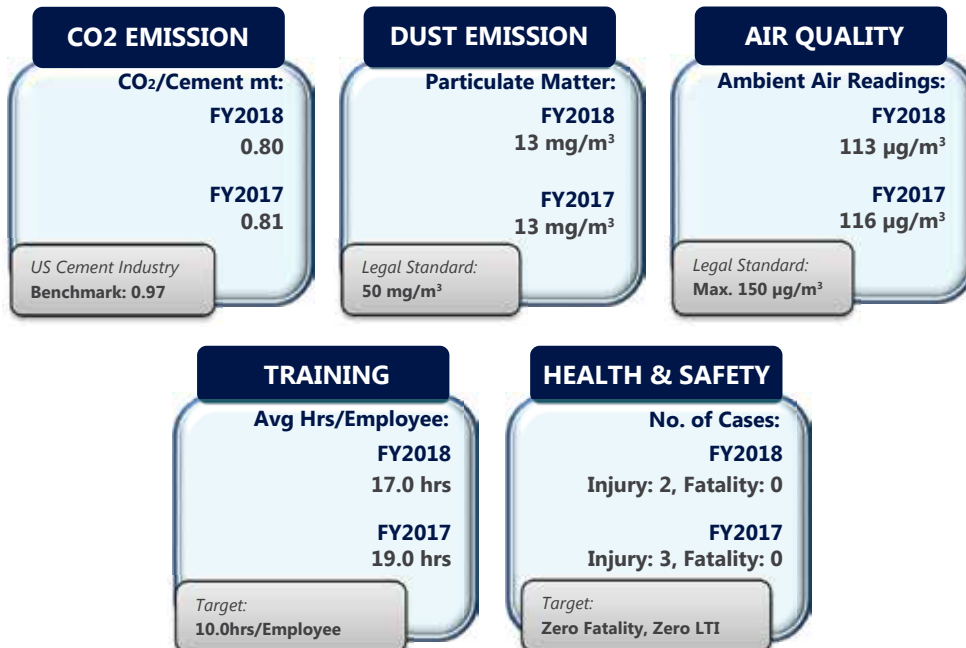 CO2 EMISSION
CO₂/Cement mt:
FY2018
0.80
FY2017
0.81
US Cement Industry
Benchmark: 0.97
DUST EMISSION
Particulate Matter:
FY2018
13 mg/m³
FY2017
13 mg/m³
Legal Standard:
50 mg/m³
AIR QUALITY
Ambient Air Readings:
FY2018
113 µg/m³
FY2017
116 µg/m³
Legal Standard:
Max. 150 µg/m³
TRAINING
Avg Hrs/Employee:
FY2018
17.0 hrs
FY2017
19.0 hrs
Target:
10.0hrs/Employee
HEALTH & SAFETY
No. of Cases:
FY2018
Injury: 2, Fatality: 0
FY2017
Injury: 3, Fatality: 0
Target:
Zero Fatality, Zero LTI